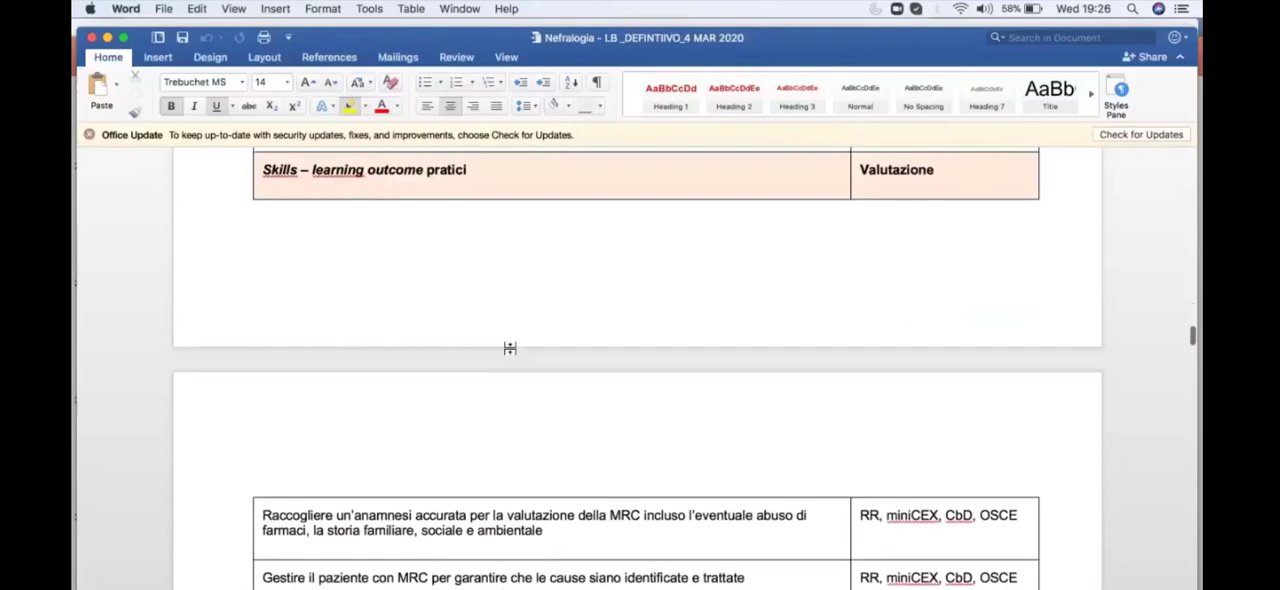 Word File Edit View Insert Format Tools Table Window Help 58% Wed 19:26
Nefralogia - LB _DEFINTIIVO_4 MAR 2020 Search in Document
Home Insert Design Layout References Mailings Review View Share
Trebuchet MS 14 AaBbCcDd AaBbCcDdEe AaBbCcDdEe AaBbCcDdEe AaBbCcDdEe AaBbCcDdEe AaBb
Paste B I U abc X2 X2 A A Heading 1 Heading 2 Heading 3 Normal No Spacing Heading 7 Title Styles Pane
Office Update To keep up-to-date with security updates, fixes, and improvements, choose Check for Updates. Check for Updates
Skills – learning outcome pratici Valutazione
Raccogliere un'anamnesi accurata per la valutazione della MRC incluso l'eventuale abuso di RR, miniCEX, CbD, OSCE
farmaci, la storia familiare, sociale e ambientale
Gestire il paziente con MRC per garantire che le cause siano identificate e trattate RR, miniCEX, CbD, OSCE